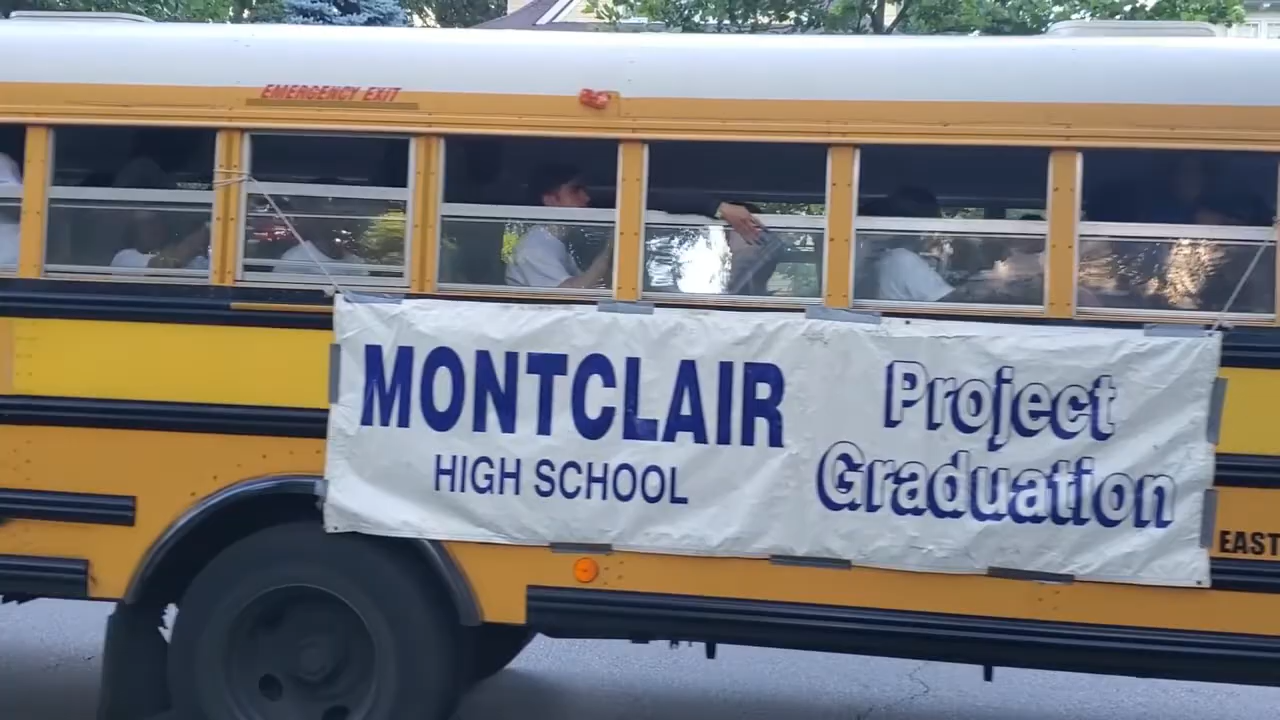 EMERGENCY EXIT
MONTCLAIR
HIGH SCHOOL
Project
Graduation
EAST